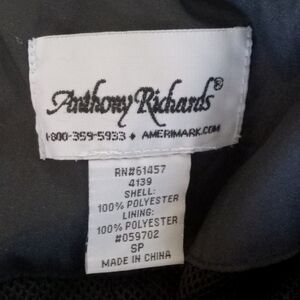 Anthony Richards®
1-800-359-5933 ♦ AMERIMARK.COM
RN#61457
4139
SHELL:
100% POLYESTER
LINING:
100% POLYESTER
#059702
SP
MADE IN CHINA